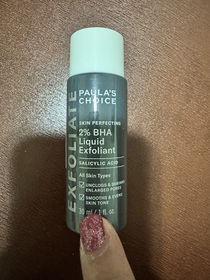 EXFOLIATE
PAULA'S
CHOICE
SKIN PERFECTING
2% BHA
Liquid
Exfoliant
SALICYLIC ACID
All Skin Types
UNCLOGS &
ENLARGED PORES
SMOOTHS & EVENS
SKIN TONE
30 ml / 1 fl. oz.